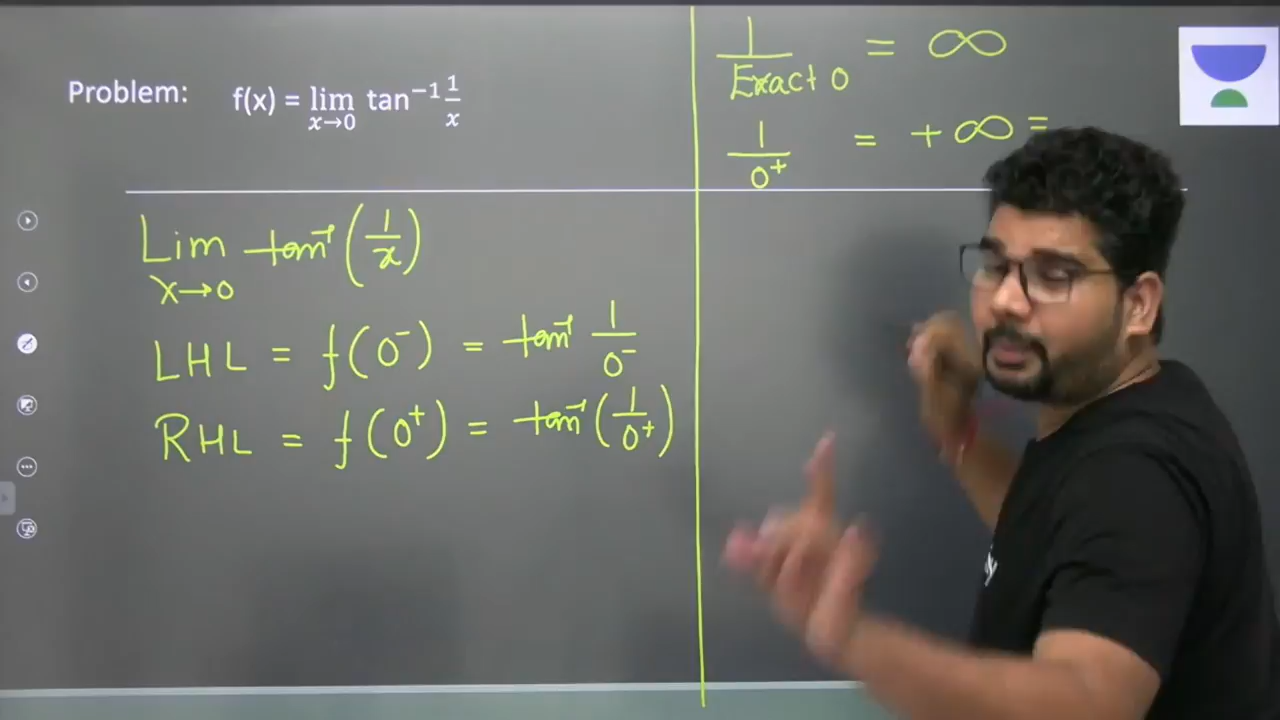 Problem: f(x) = lim x→0 tan⁻¹ 1/x
1/Exact 0 = ∞
1/0⁺ = +∞ =
Lim x→0 tan⁻¹(1/x)
LHL = f(0⁻) = tan⁻¹ 1/0⁻
RHL = f(0⁺) = tan⁻¹(1/0⁺)